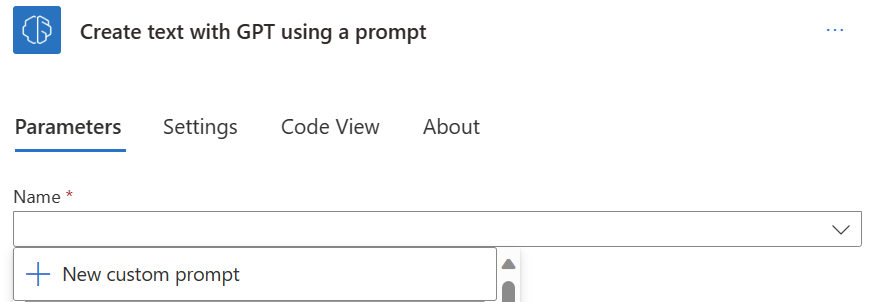 Create text with GPT using a prompt
...
Parameters Settings Code View About
Name *
New custom prompt